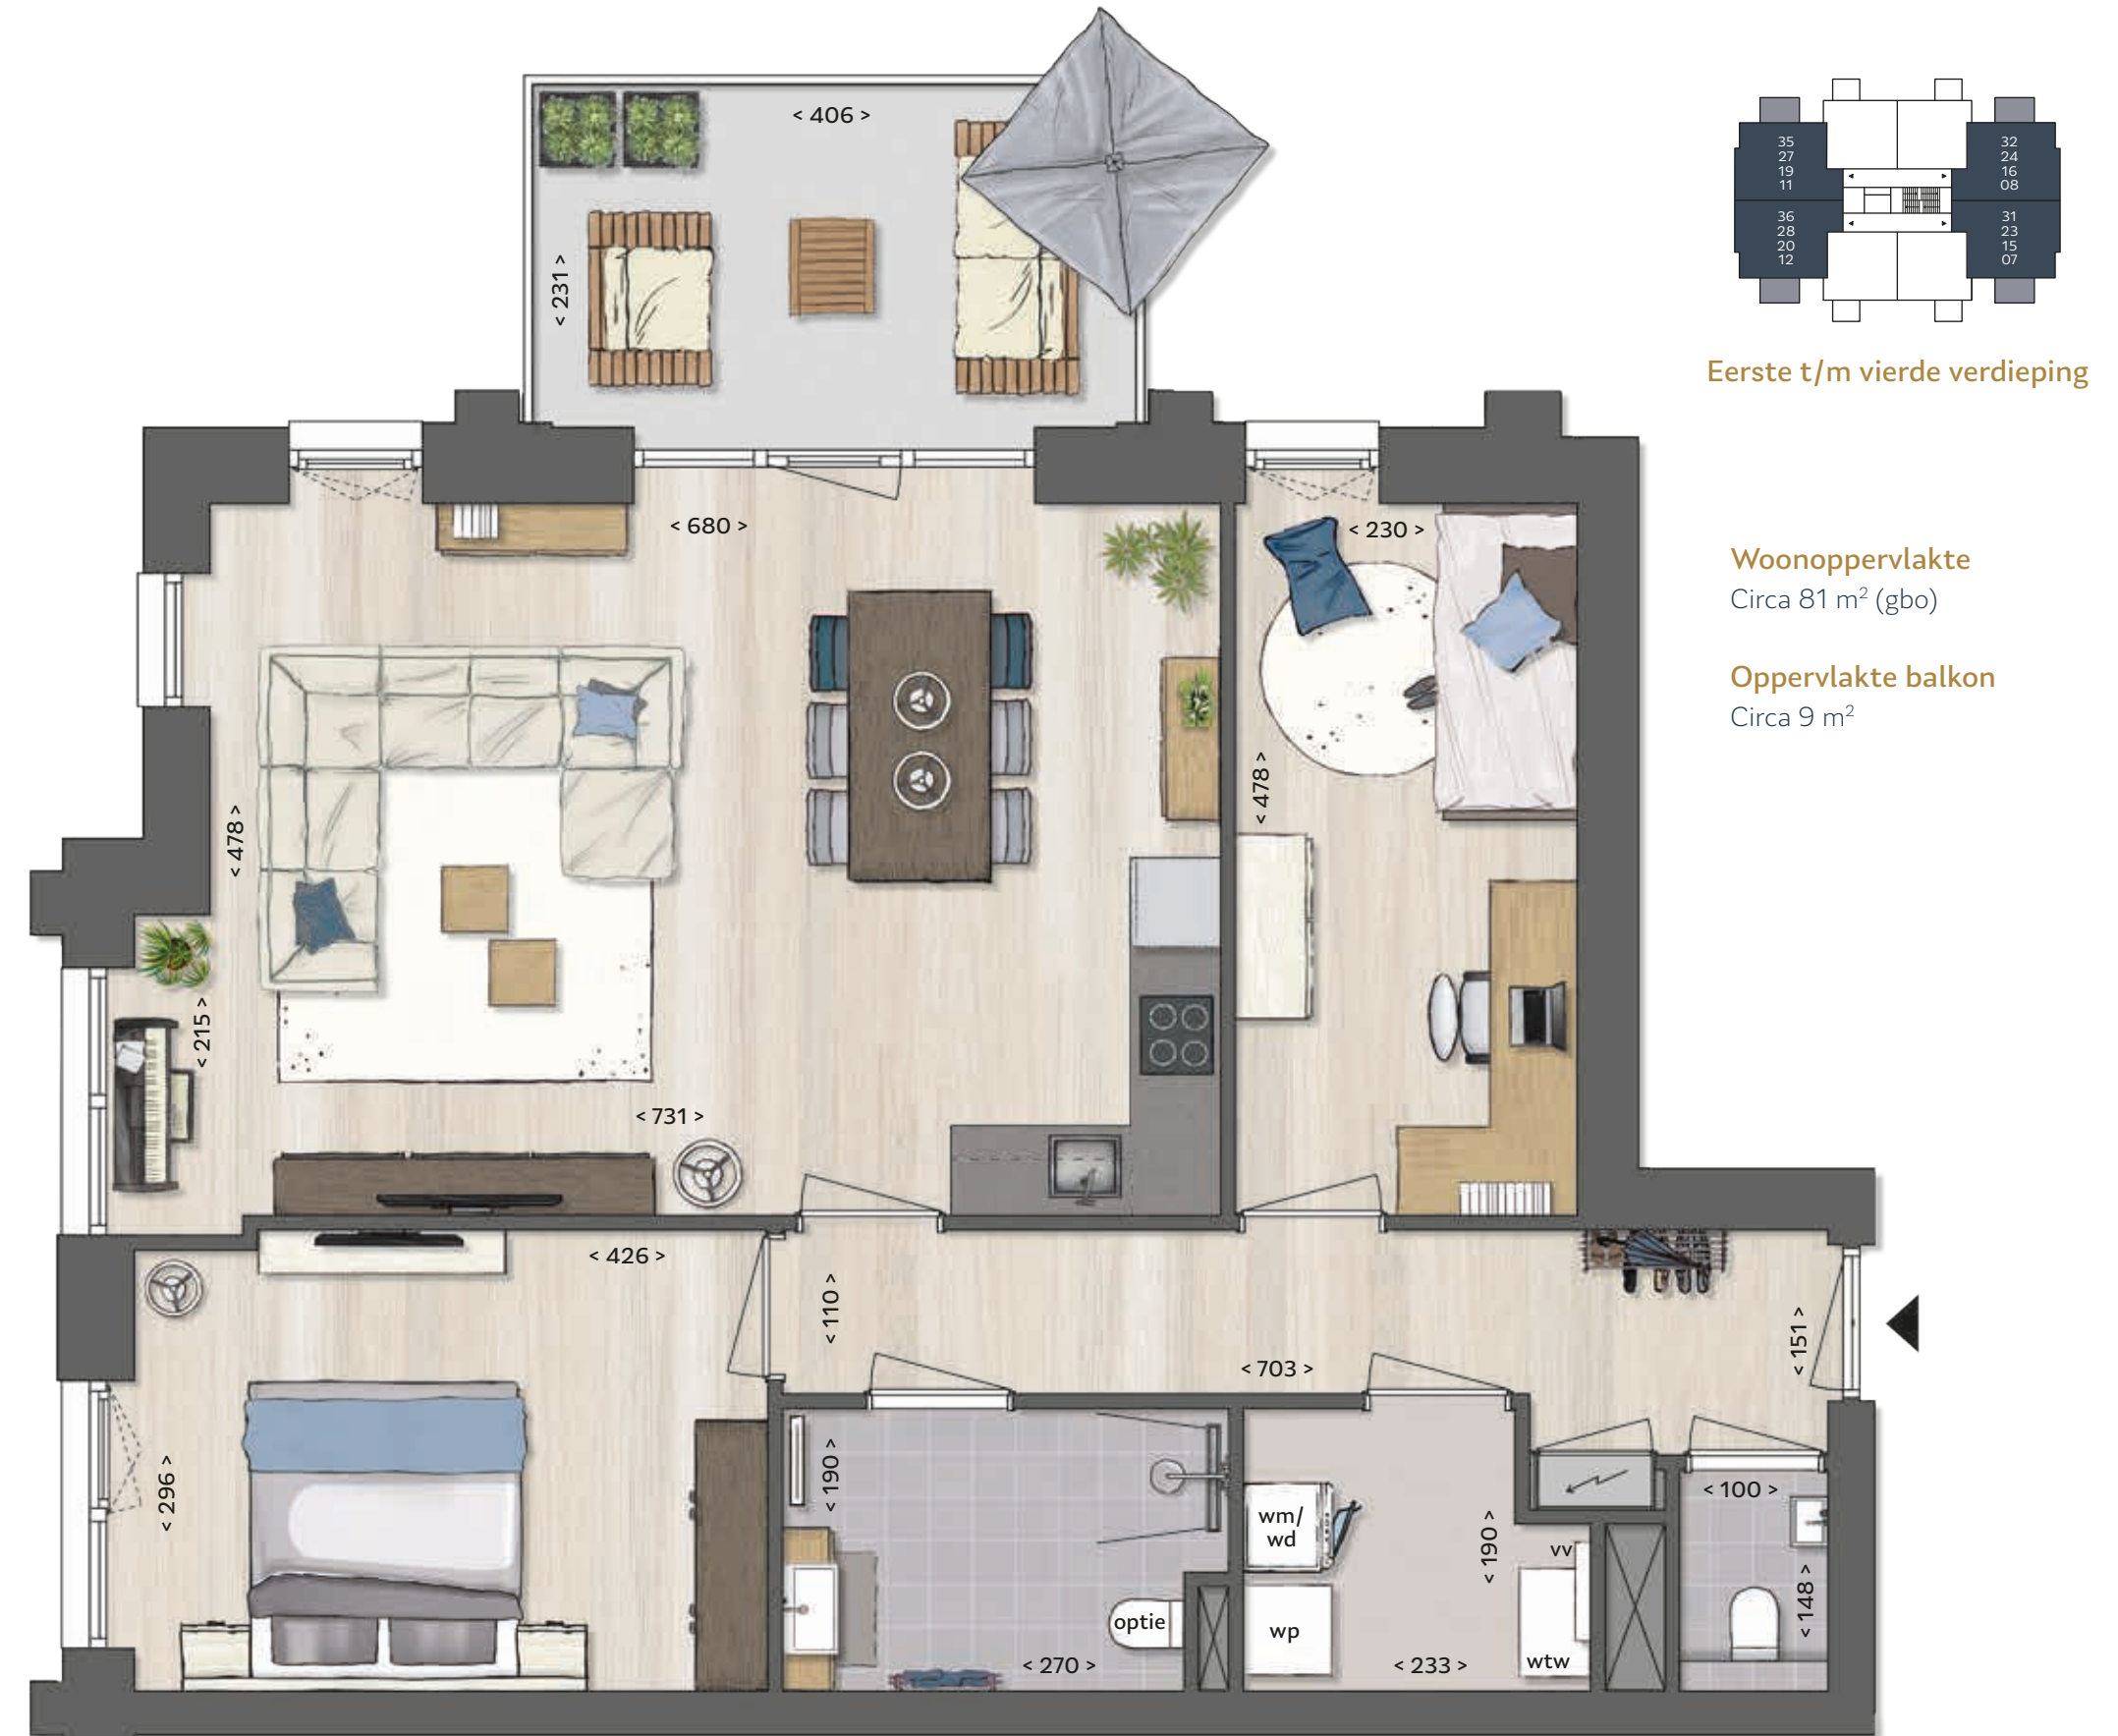 < 406 >
< 231 >
35
27
19
11
32
24
16
08
36
28
20
12
31
23
15
07
Eerste t/m vierde verdieping
< 680 >
< 230 >
Woonoppervlakte
Circa 81 m² (gbo)
Oppervlakte balkon
Circa 9 m²
< 478 >
< 478 >
< 215 >
< 731 >
< 426 >
< 110 >
< 703 >
< 151 >
< 296 >
< 190 >
wm/
wd
< 190 >
vv
< 100 >
< 148 >
optie
wp
wtw
< 270 >
< 233 >